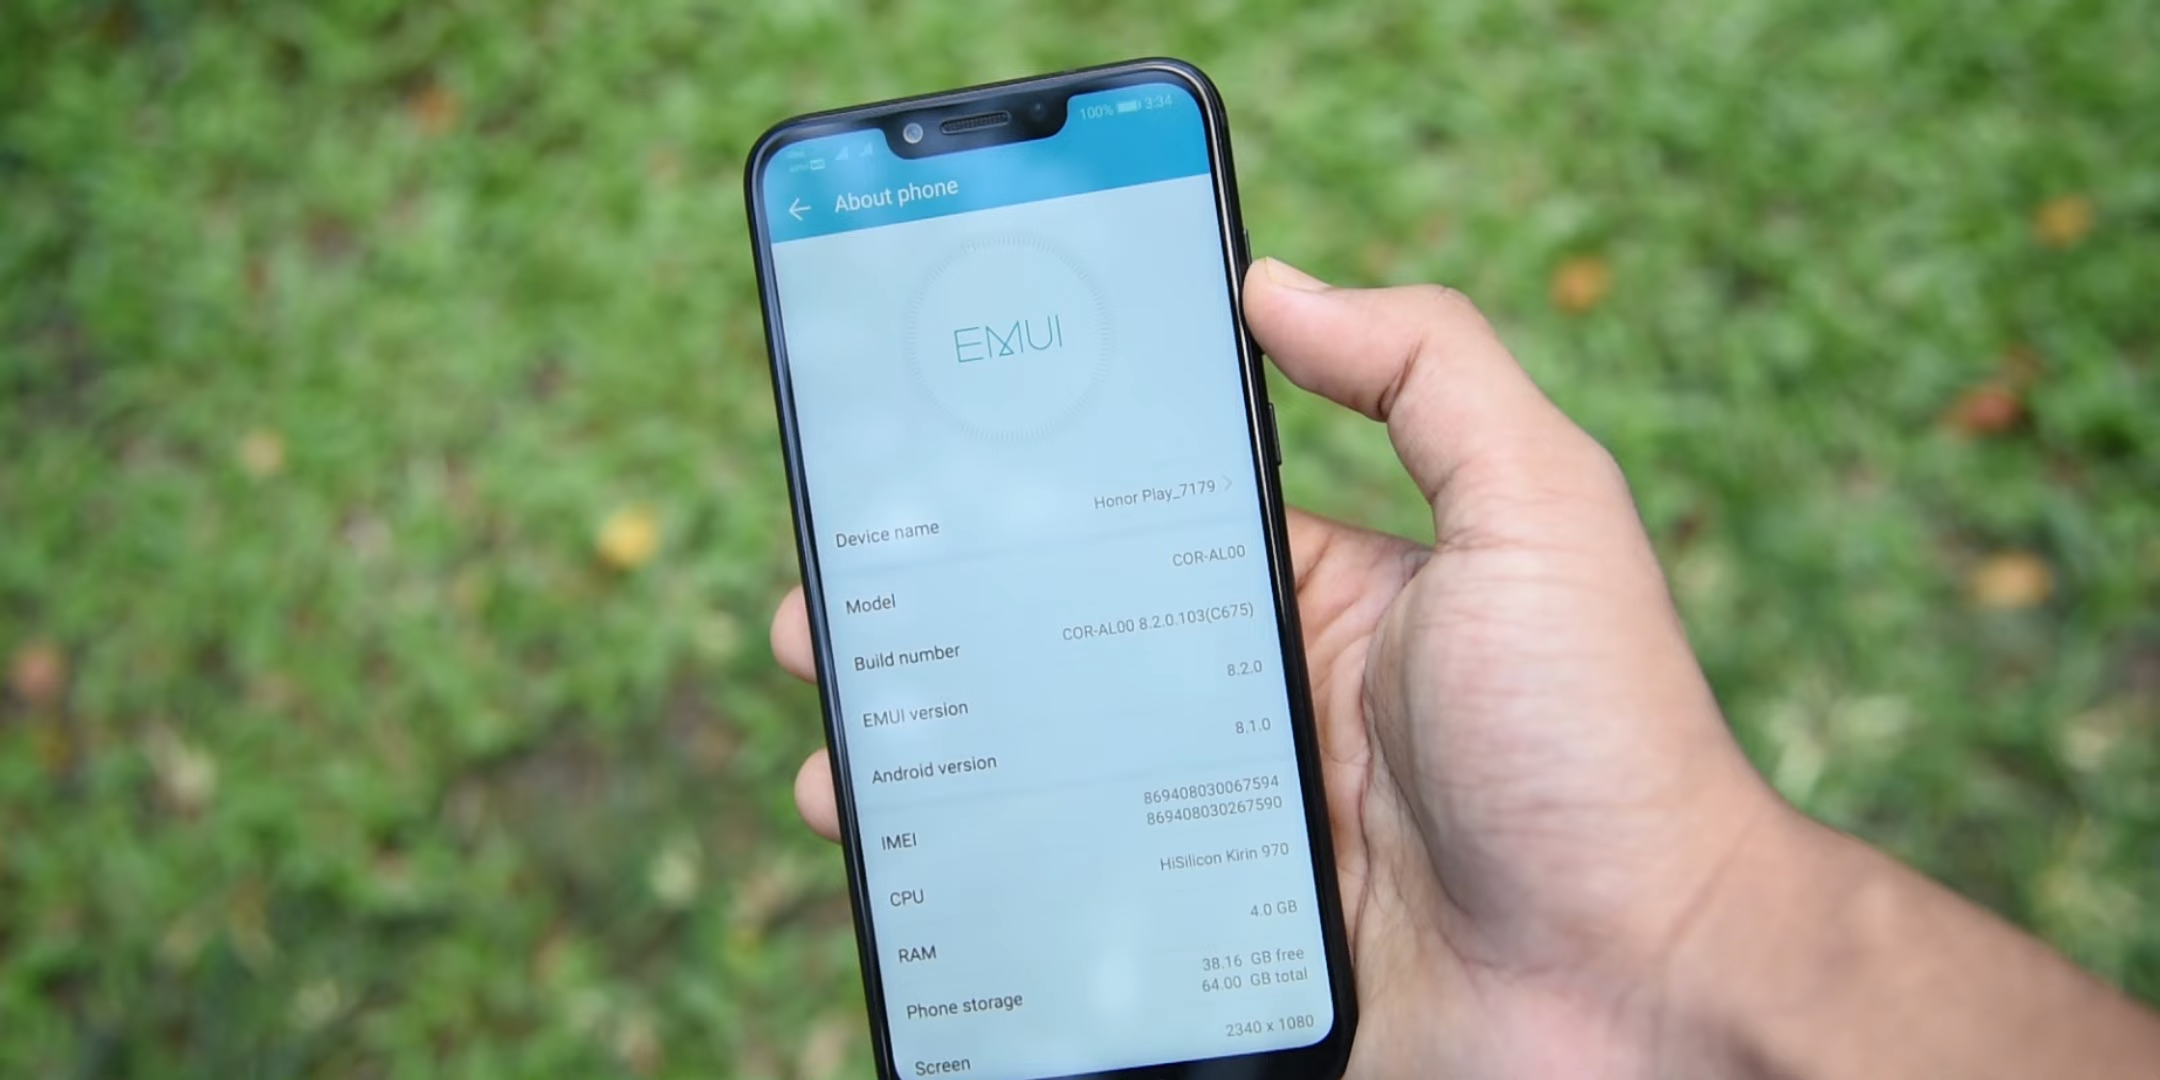 100% 3:34
About phone
EMUI
Device name Honor Play_7179
Model COR-AL00
Build number COR-AL00 8.2.0.103(C675)
EMUI version 8.2.0
Android version 8.1.0
IMEI 869408030067594
869408030267590
CPU HiSilicon Kirin 970
RAM 4.0 GB
Phone storage 38.16 GB free
64.00 GB total
Screen 2340 x 1080